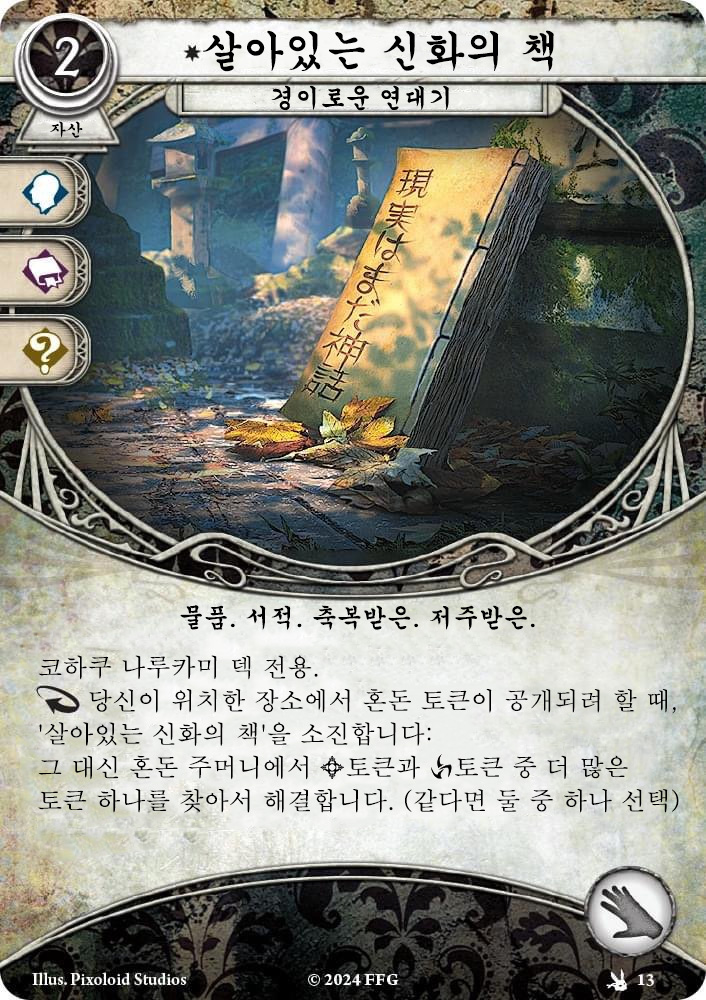 2
살아있는 신화의 책
경이로운 연대기
자산
現実はまだ神話
물품. 서적. 축복받은. 저주받은.
코하쿠 나루카미 덱 전용.
당신이 위치한 장소에서 혼돈 토큰이 공개되려 할 때,
'살아있는 신화의 책'을 소진합니다:
그 대신 혼돈 주머니에서 토큰과 토큰 중 더 많은
토큰 하나를 찾아서 해결합니다. (같다면 둘 중 하나 선택)
Illus. Pixoloid Studios
© 2024 FFG
13